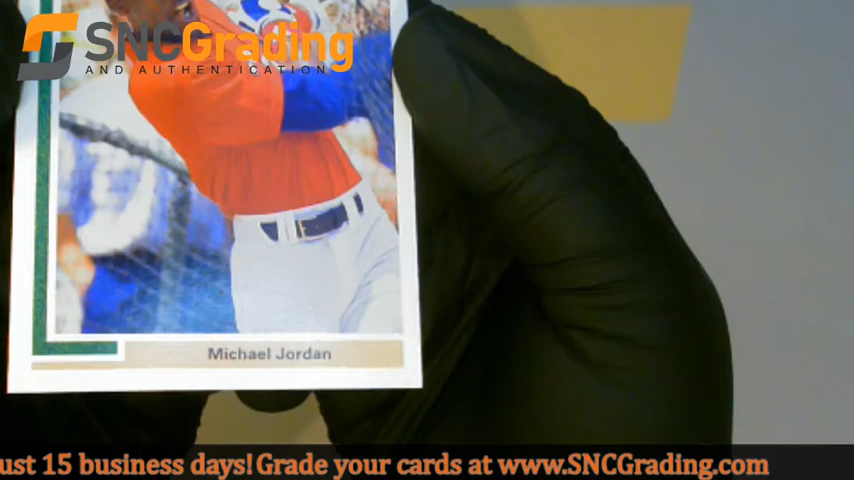 SNCGrading
AND AUTHENTICATION
Michael Jordan
ust 15 business days! Grade your cards at www.SNCGrading.com